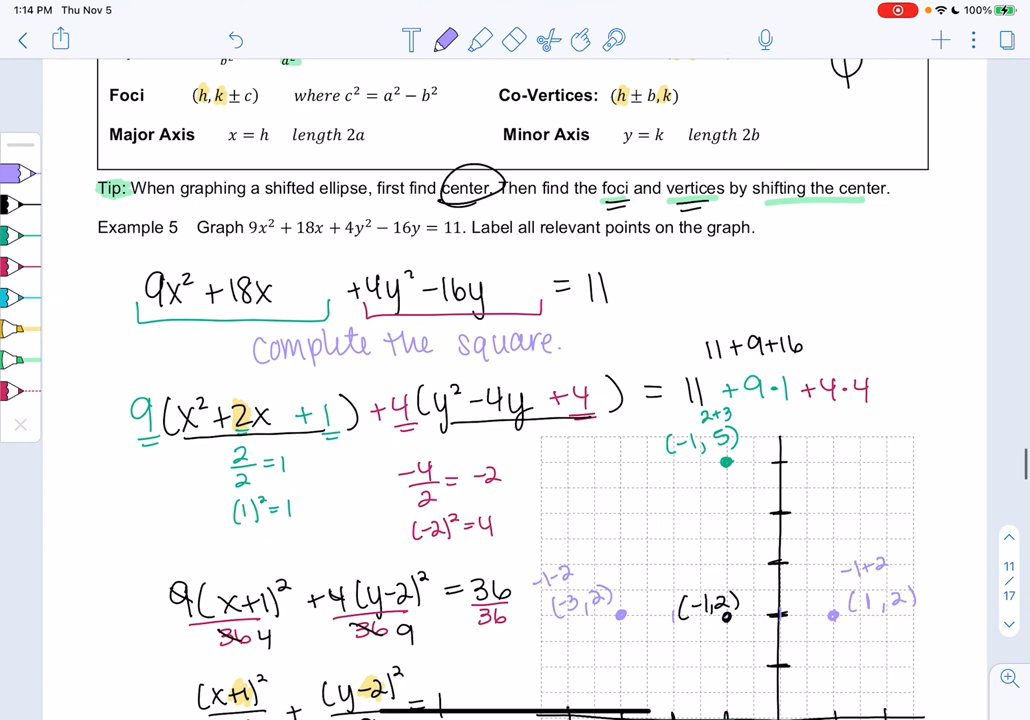 1:14 PM Thu Nov 5
100%
T
b²
a²
Foci (h, k ± c) where c² = a² − b² Co-Vertices: (h ± b, k)
Major Axis x = h length 2a Minor Axis y = k length 2b
Tip: When graphing a shifted ellipse, first find center. Then find the foci and vertices by shifting the center.
Example 5 Graph 9x² + 18x + 4y² − 16y = 11. Label all relevant points on the graph.
9x² + 18x + 4y² − 16y = 11
Complete the square.
11 + 9 + 16
9(x² + 2x + 1) + 4(y² − 4y + 4) = 11 + 9·1 + 4·4
2+3
(-1, 5)
2/2 = 1
(1)² = 1
-4/2 = -2
(-2)² = 4
9(x+1)²/36 4 + 4(y-2)²/36 9 = 36/36
-1-2
(-3, 2)
(-1, 2)
-1+2
(1, 2)
(x+1)² + (y-2)² = 1
11
/
17